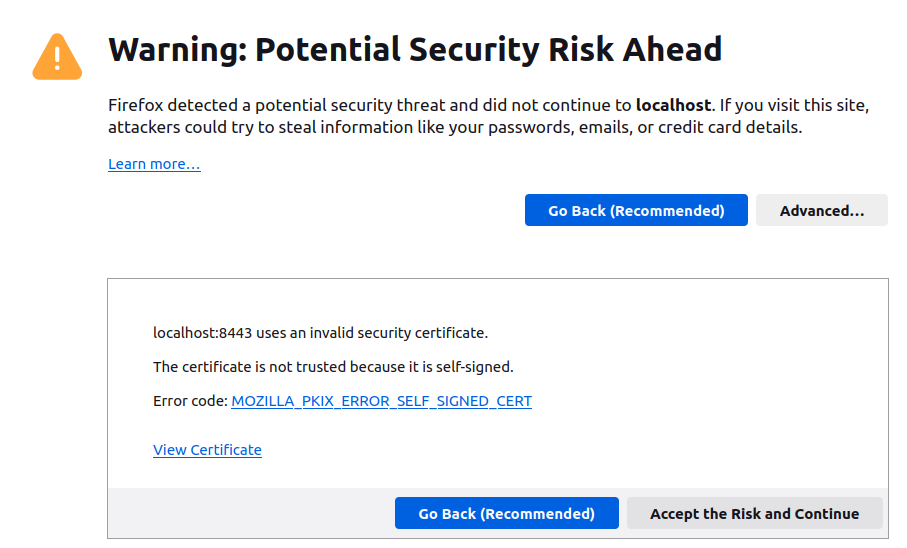 Warning: Potential Security Risk Ahead
Firefox detected a potential security threat and did not continue to localhost. If you visit this site,
attackers could try to steal information like your passwords, emails, or credit card details.
Learn more…
Go Back (Recommended)
Advanced…
localhost:8443 uses an invalid security certificate.
The certificate is not trusted because it is self-signed.
Error code: MOZILLA_PKIX_ERROR_SELF_SIGNED_CERT
View Certificate
Go Back (Recommended)
Accept the Risk and Continue